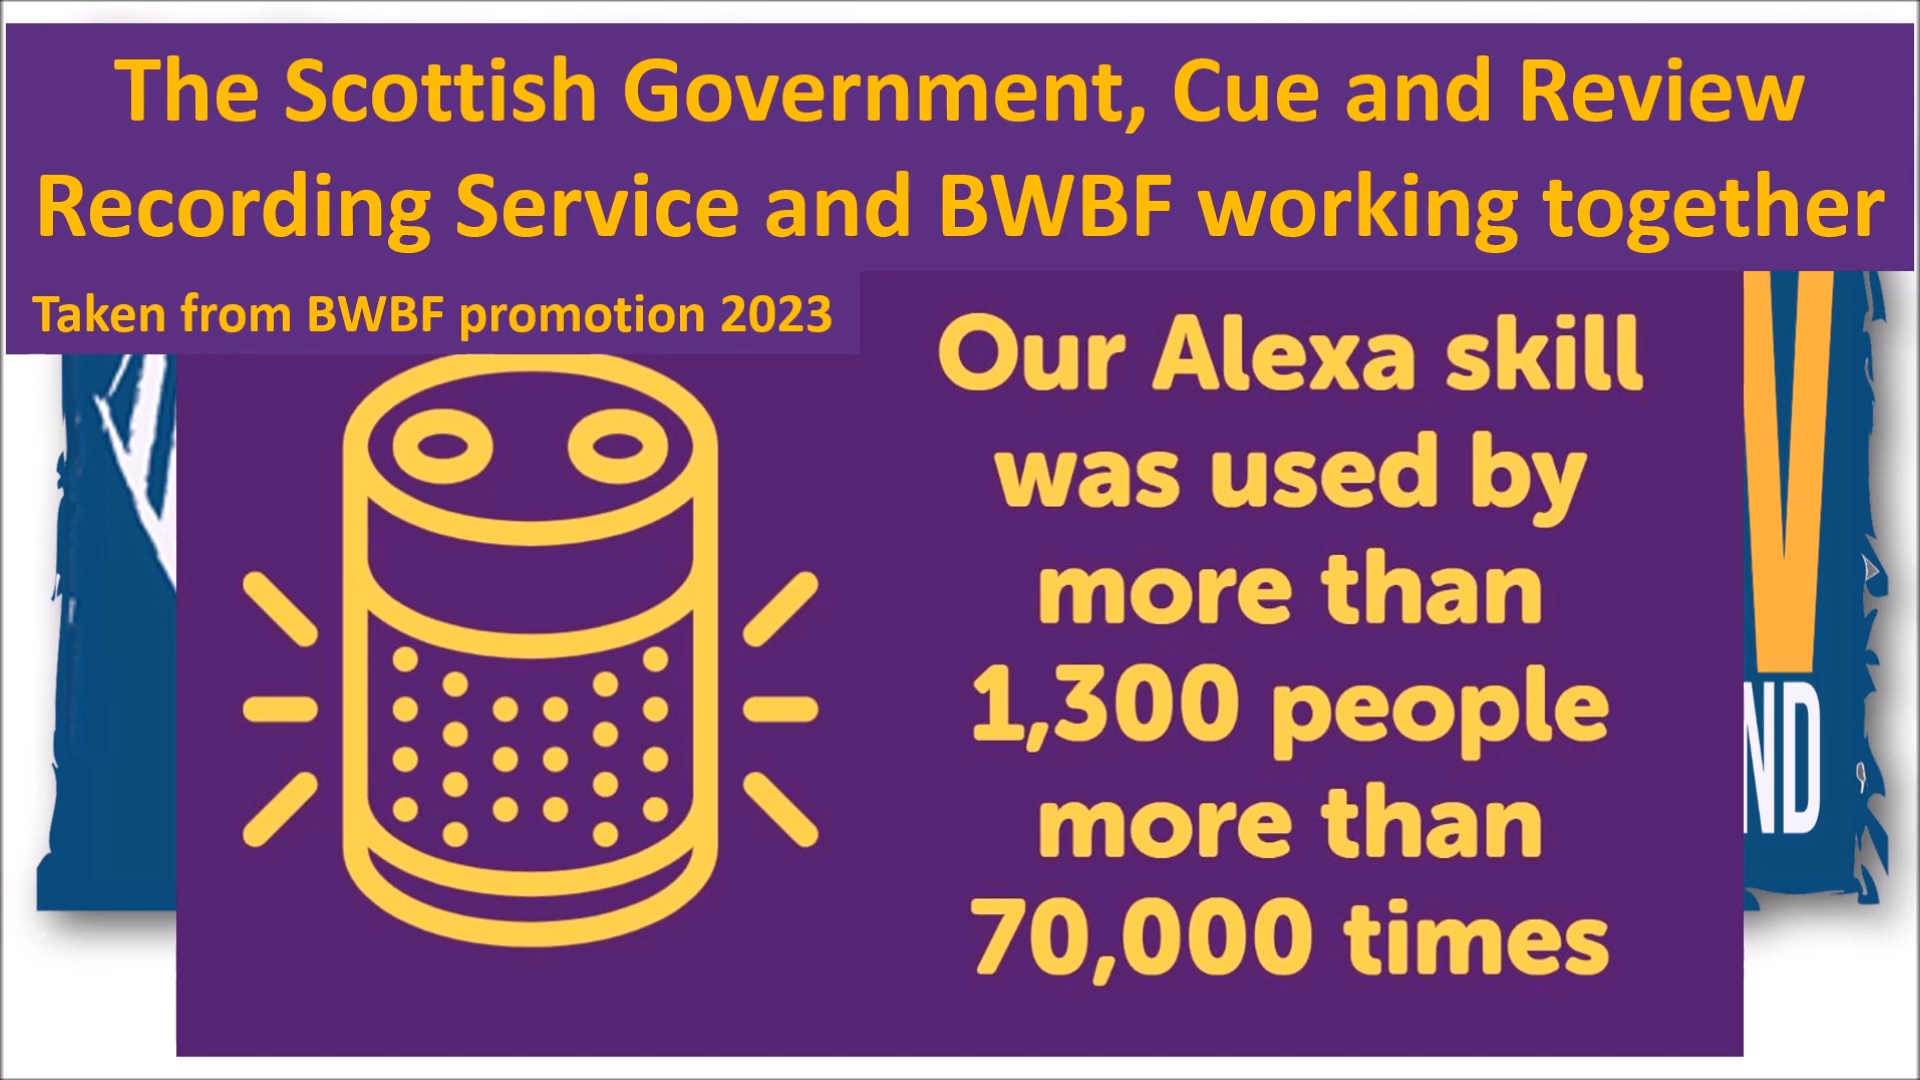 The Scottish Government, Cue and Review
Recording Service and BWBF working together
Taken from BWBF promotion 2023
Our Alexa skill
was used by
more than
1,300 people
more than
70,000 times
ND